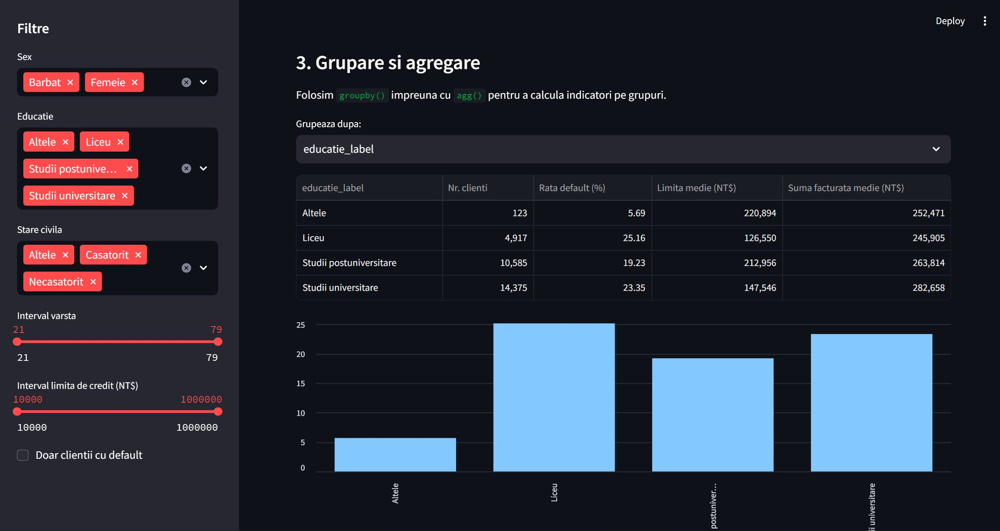 Filtre
Sex
Barbat
Femeie
Educatie
Altele
Liceu
Studii postunive...
Studii universitare
Stare civila
Altele
Casatorit
Necasatorit
Interval varsta
21 79
21 79
Interval limita de credit (NT$)
10000 1000000
10000 1000000
Doar clientii cu default
Deploy
3. Grupare si agregare
Folosim groupby() impreuna cu agg() pentru a calcula indicatori pe grupuri.
Grupeaza dupa:
educatie_label
educatie_label Nr. clienti Rata default (%) Limita medie (NT$) Suma facturata medie (NT$)
Altele 123 5.69 220,894 252,471
Liceu 4,917 25.16 126,550 245,905
Studii postuniversitare 10,585 19.23 212,956 263,814
Studii universitare 14,375 23.35 147,546 282,658
25
20
15
10
5
0
Altele
Liceu
postuniver...
ii universitare